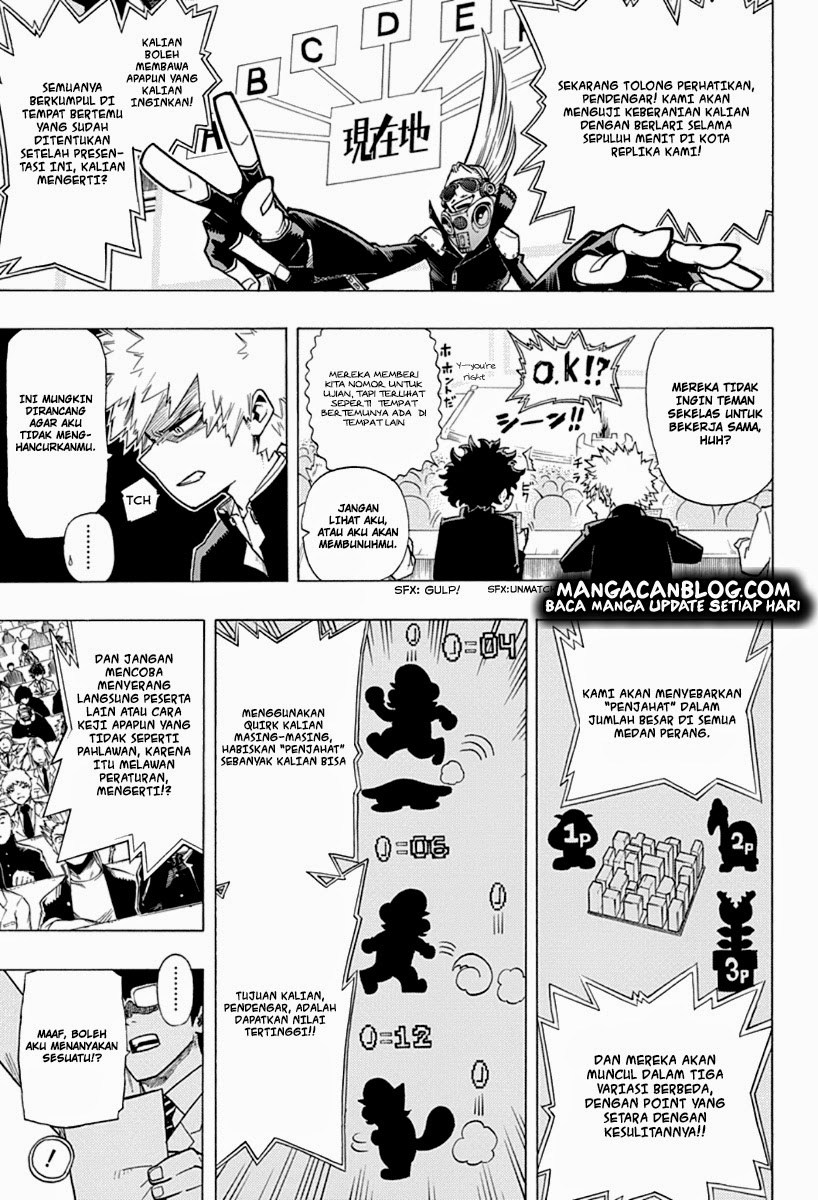 SEKARANG TOLONG PERHATIKAN,
PENDENGAR! KAMI AKAN
MENGUJI KEBERANIAN KALIAN
DENGAN BERLARI SELAMA
SEPULUH MENIT DI KOTA
REPLIKA KAMI!
B
C
D
E
現在地
KALIAN
BOLEH
MEMBAWA
APAPUN YANG
KALIAN
INGINKAN!
SEMUANYA
BERKUMPUL DI
TEMPAT BERTEMU
YANG SUDAH
DITENTUKAN
SETELAH PRESEN-
TASI INI, KALIAN
MENGERTI?
MEREKA TIDAK
INGIN TEMAN
SEKELAS UNTUK
BEKERJA SAMA,
HUH?
O.K!?
シーン!!
Y--you're
right
ホホントだ
MEREKA MEMBERI
KITA NOMOR UNTUK
UJIAN, TAPI TERLIHAT
SEPERTI TEMPAT
BERTEMUNYA ADA DI
TEMPAT LAIN
JANGAN
LIHAT AKU,
ATAU AKU AKAN
MEMBUNUHMU.
SFX: GULP!
SFX:UNMATCH
INI MUNGKIN
DIRANCANG
AGAR AKU
TIDAK MENG-
HANCURKANMU.
TCH
MANGACANBLOG.COM
BACA MANGA UPDATE SETIAP HARI
KAMI AKAN MENYEBARKAN
“PENJAHAT” DALAM
JUMLAH BESAR DI SEMUA
MEDAN PERANG.
1P
2P
3P
DAN MEREKA AKAN
MUNCUL DALAM TIGA
VARIASI BERBEDA,
DENGAN POINT YANG
SETARA DENGAN
KESULITANNYA!!
0:04
0:06
0:12
MENGGUNAKAN
QUIRK KALIAN
MASING-MASING,
HABISKAN “PENJAHAT”
SEBANYAK KALIAN BISA
TUJUAN KALIAN,
PENDENGAR, ADALAH
DAPATKAN NILAI
TERTINGGI!!
DAN JANGAN
MENCOBA
MENYERANG
LANGSUNG PESERTA
LAIN ATAU CARA
KEJI APAPUN YANG
TIDAK SEPERTI
PAHLAWAN, KARENA
ITU MELAWAN
PERATURAN,
MENGERTI!?
MAAF, BOLEH
AKU MENANYAKAN
SESUATU!?
!